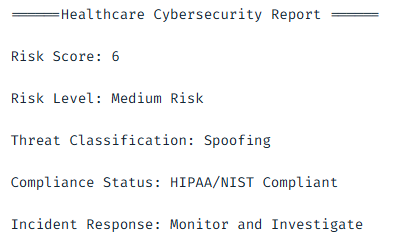 ======Healthcare Cybersecurity Report ======
Risk Score: 6
Risk Level: Medium Risk
Threat Classification: Spoofing
Compliance Status: HIPAA/NIST Compliant
Incident Response: Monitor and Investigate